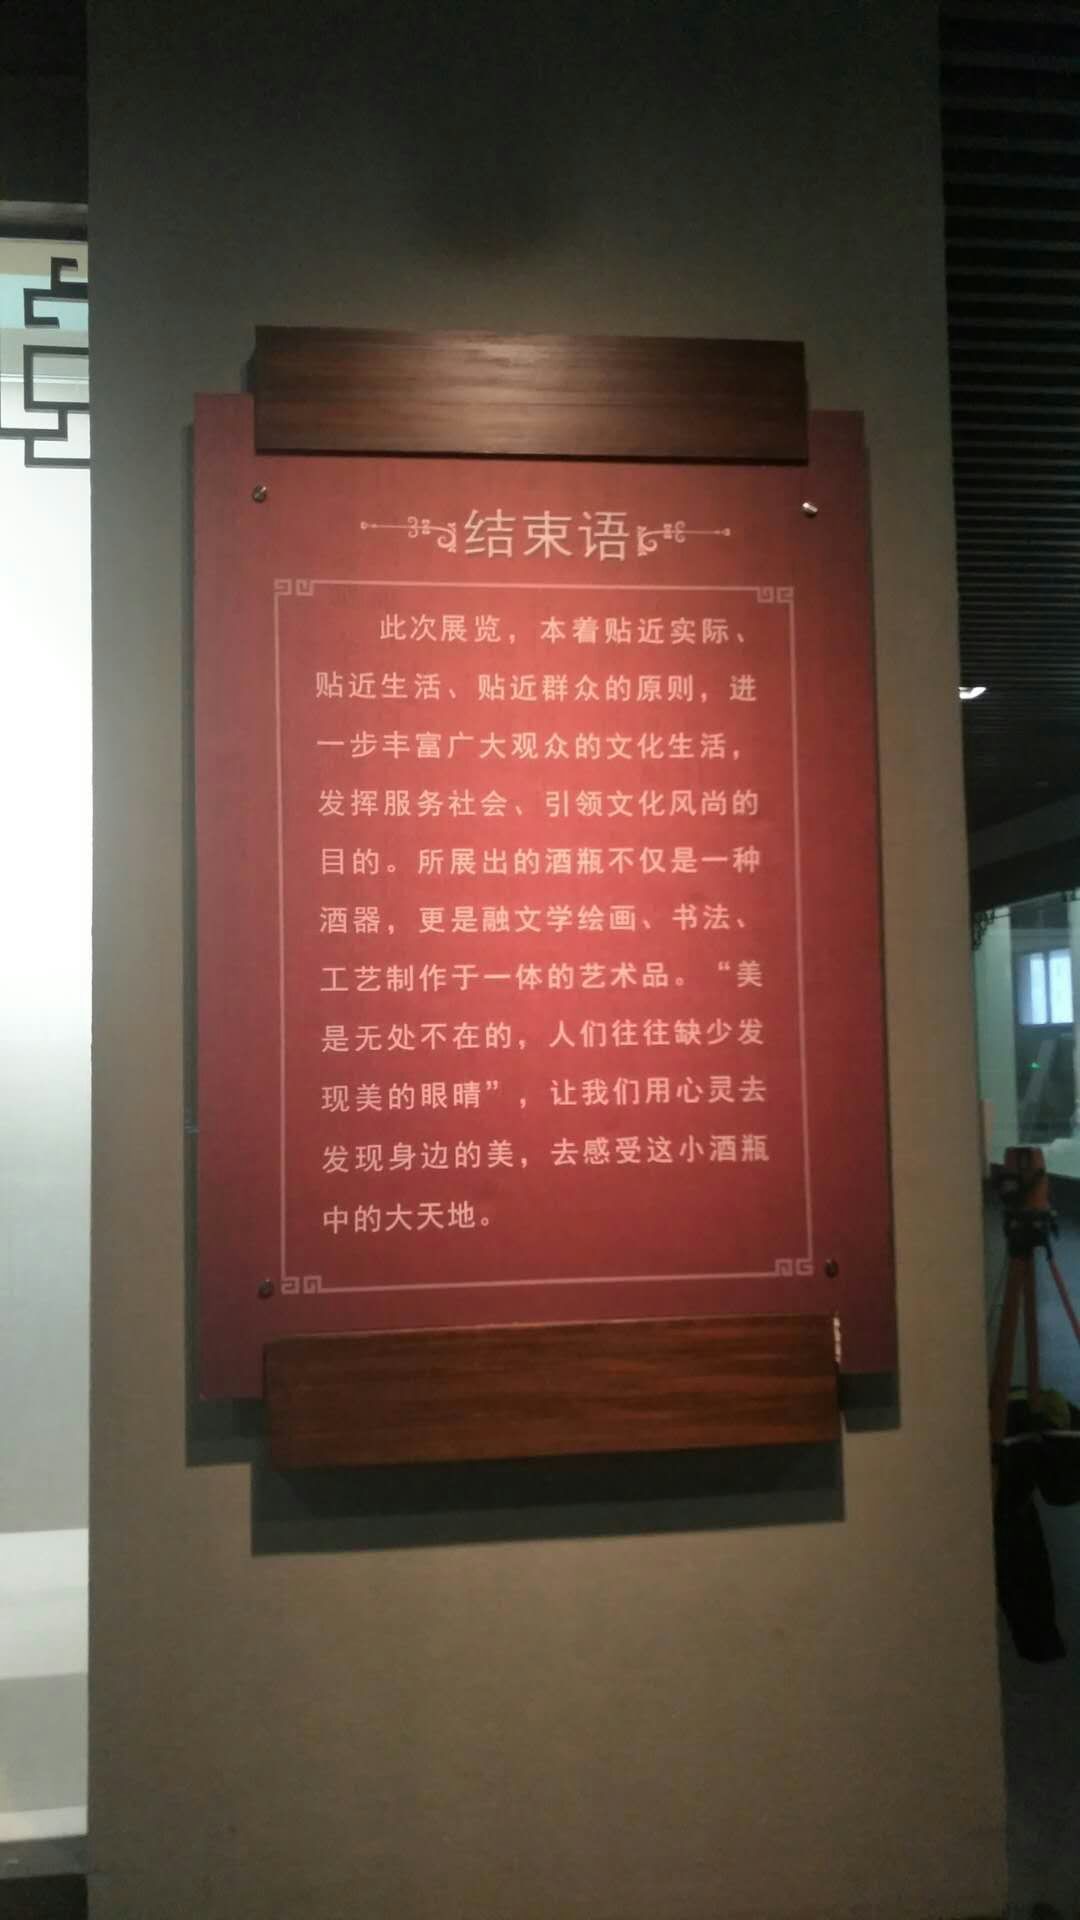 结束语
此次展览，本着贴近实际、
贴近生活、贴近群众的原则，进
一步丰富广大观众的文化生活，
发挥服务社会、引领文化风尚的
目的。所展出的酒瓶不仅是一种
酒器，更是融文学绘画、书法、
工艺制作于一体的艺术品。“美
是无处不在的，人们往往缺少发
现美的眼睛”，让我们用心灵去
发现身边的美，去感受这小酒瓶
中的大天地。